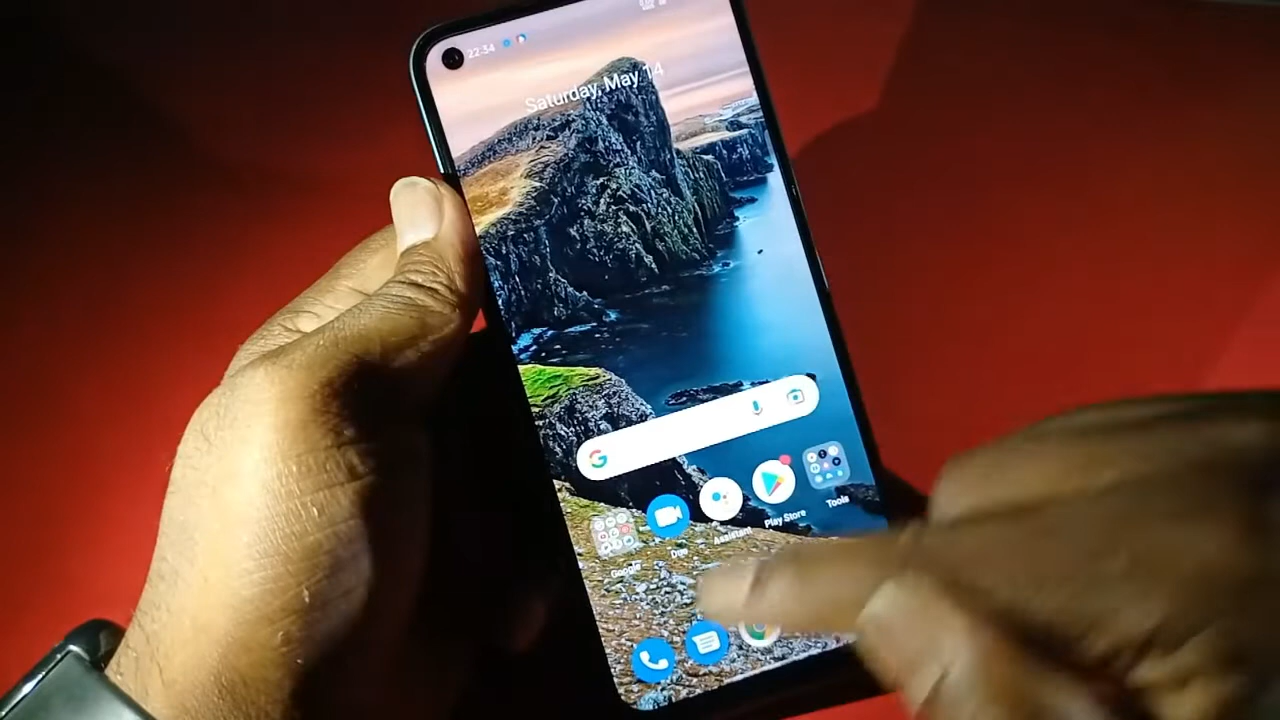 22:34
Saturday, May 14
G
Google
Duo
Assistant
Play Store
Tools